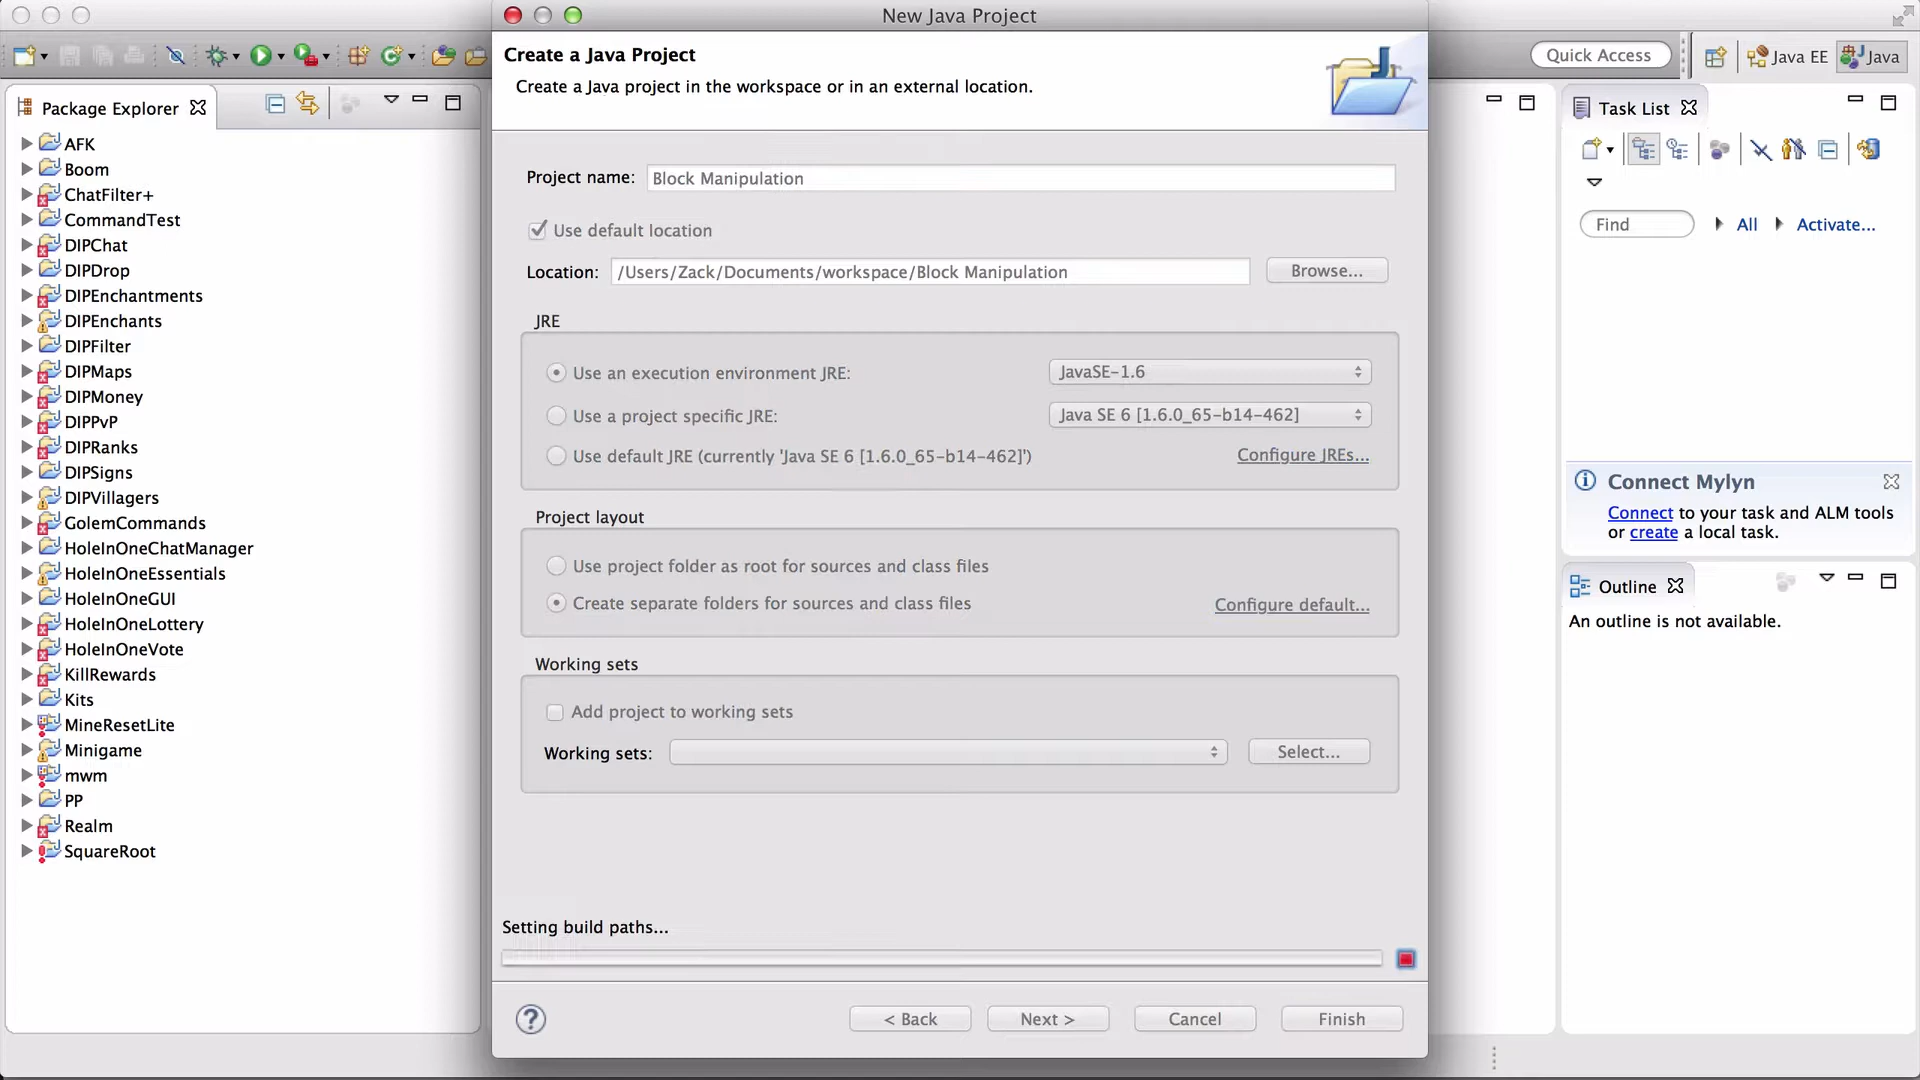 New Java Project
Create a Java Project
Create a Java project in the workspace or in an external location.
Quick Access
Java EE
Java
Package Explorer
AFK
Boom
ChatFilter+
CommandTest
DIPChat
DIPDrop
DIPEnchantments
DIPEnchants
DIPFilter
DIPMaps
DIPMoney
DIPPvP
DIPRanks
DIPSigns
DIPVillagers
GolemCommands
HoleInOneChatManager
HoleInOneEssentials
HoleInOneGUI
HoleInOneLottery
HoleInOneVote
KillRewards
Kits
MineResetLite
Minigame
mwm
PP
Realm
SquareRoot
Project name: Block Manipulation
Use default location
Location: /Users/Zack/Documents/workspace/Block Manipulation Browse...
JRE
Use an execution environment JRE: JavaSE-1.6
Use a project specific JRE: Java SE 6 [1.6.0_65-b14-462]
Use default JRE (currently 'Java SE 6 [1.6.0_65-b14-462]') Configure JREs...
Project layout
Use project folder as root for sources and class files
Create separate folders for sources and class files Configure default...
Working sets
Add project to working sets
Working sets: Select...
Setting build paths...
? < Back Next > Cancel Finish
Task List
Find All Activate...
Connect Mylyn
Connect to your task and ALM tools
or create a local task.
Outline
An outline is not available.